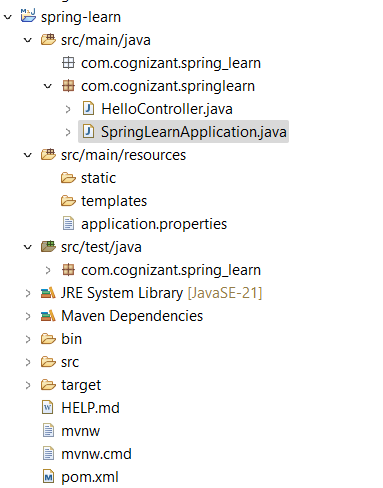 spring-learn
src/main/java
com.cognizant.spring_learn
com.cognizant.springlearn
HelloController.java
SpringLearnApplication.java
src/main/resources
static
templates
application.properties
src/test/java
com.cognizant.spring_learn
JRE System Library [JavaSE-21]
Maven Dependencies
bin
src
target
HELP.md
mvnw
mvnw.cmd
pom.xml